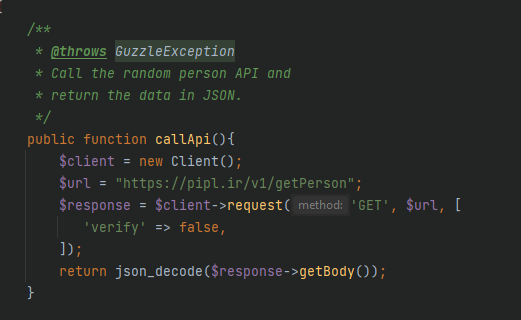 {
/**
* @throws GuzzleException
* Call the random person API and
* return the data in JSON.
*/
public function callApi(){
$client = new Client();
$url = "https://pipl.ir/v1/getPerson";
$response = $client->request( method: 'GET', $url, [
'verify' => false,
]);
return json_decode($response->getBody());
}